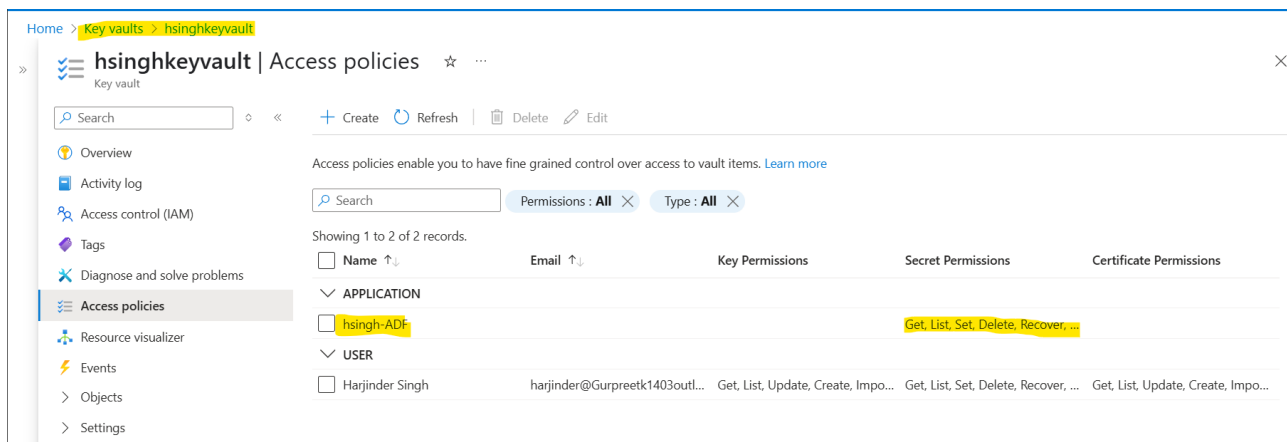 Home > Key vaults > hsinghkeyvault
hsinghkeyvault | Access policies
Key vault
Search
Overview
Activity log
Access control (IAM)
Tags
Diagnose and solve problems
Access policies
Resource visualizer
Events
Objects
Settings
Create Refresh Delete Edit
Access policies enable you to have fine grained control over access to vault items. Learn more
Search Permissions : All Type : All
Showing 1 to 2 of 2 records.
Name Email Key Permissions Secret Permissions Certificate Permissions
APPLICATION
hsingh-ADF Get, List, Set, Delete, Recover, ...
USER
Harjinder Singh harjinder@Gurpreetk1403outl... Get, List, Update, Create, Impo... Get, List, Set, Delete, Recover, ... Get, List, Update, Create, Impo...